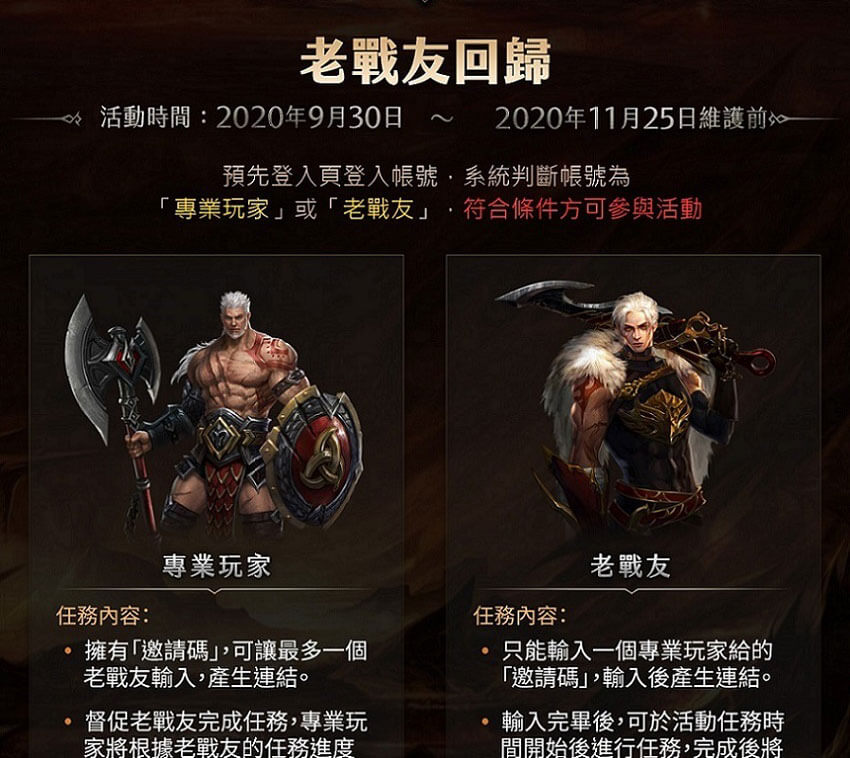 老戰友回歸
活動時間：2020年9月30日 ～ 2020年11月25日維護前
預先登入頁登入帳號，系統判斷帳號為
「專業玩家」或「老戰友」，符合條件方可參與活動
專業玩家
任務內容：
• 擁有「邀請碼」，可讓最多一個
老戰友輸入，產生連結。
• 督促老戰友完成任務，專業玩
家將根據老戰友的任務進度
老戰友
任務內容：
• 只能輸入一個專業玩家給的
「邀請碼」，輸入後產生連結。
• 輸入完畢後，可於活動任務時
間開始後進行任務，完成後將